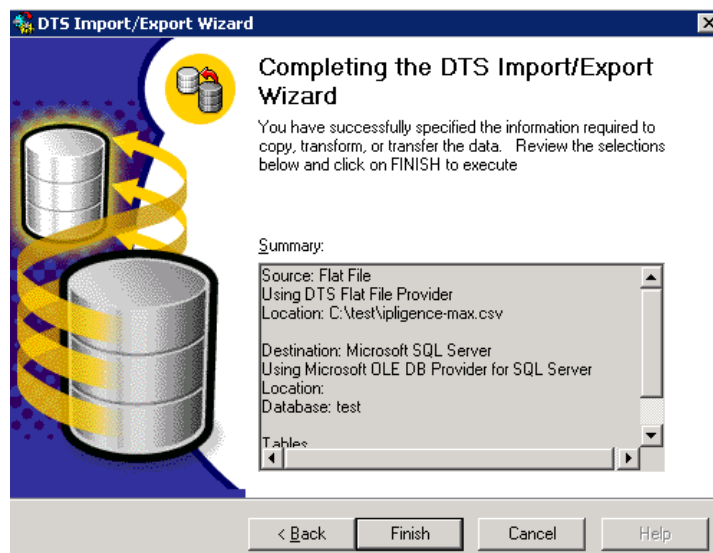 DTS Import/Export Wizard
Completing the DTS Import/Export
Wizard
You have successfully specified the information required to
copy, transform, or transfer the data. Review the selections
below and click on FINISH to execute
Summary:
Source: Flat File
Using DTS Flat File Provider
Location: C:\test\ipligence-max.csv
Destination: Microsoft SQL Server
Using Microsoft OLE DB Provider for SQL Server
Location:
Database: test
Tables
< Back
Finish
Cancel
Help